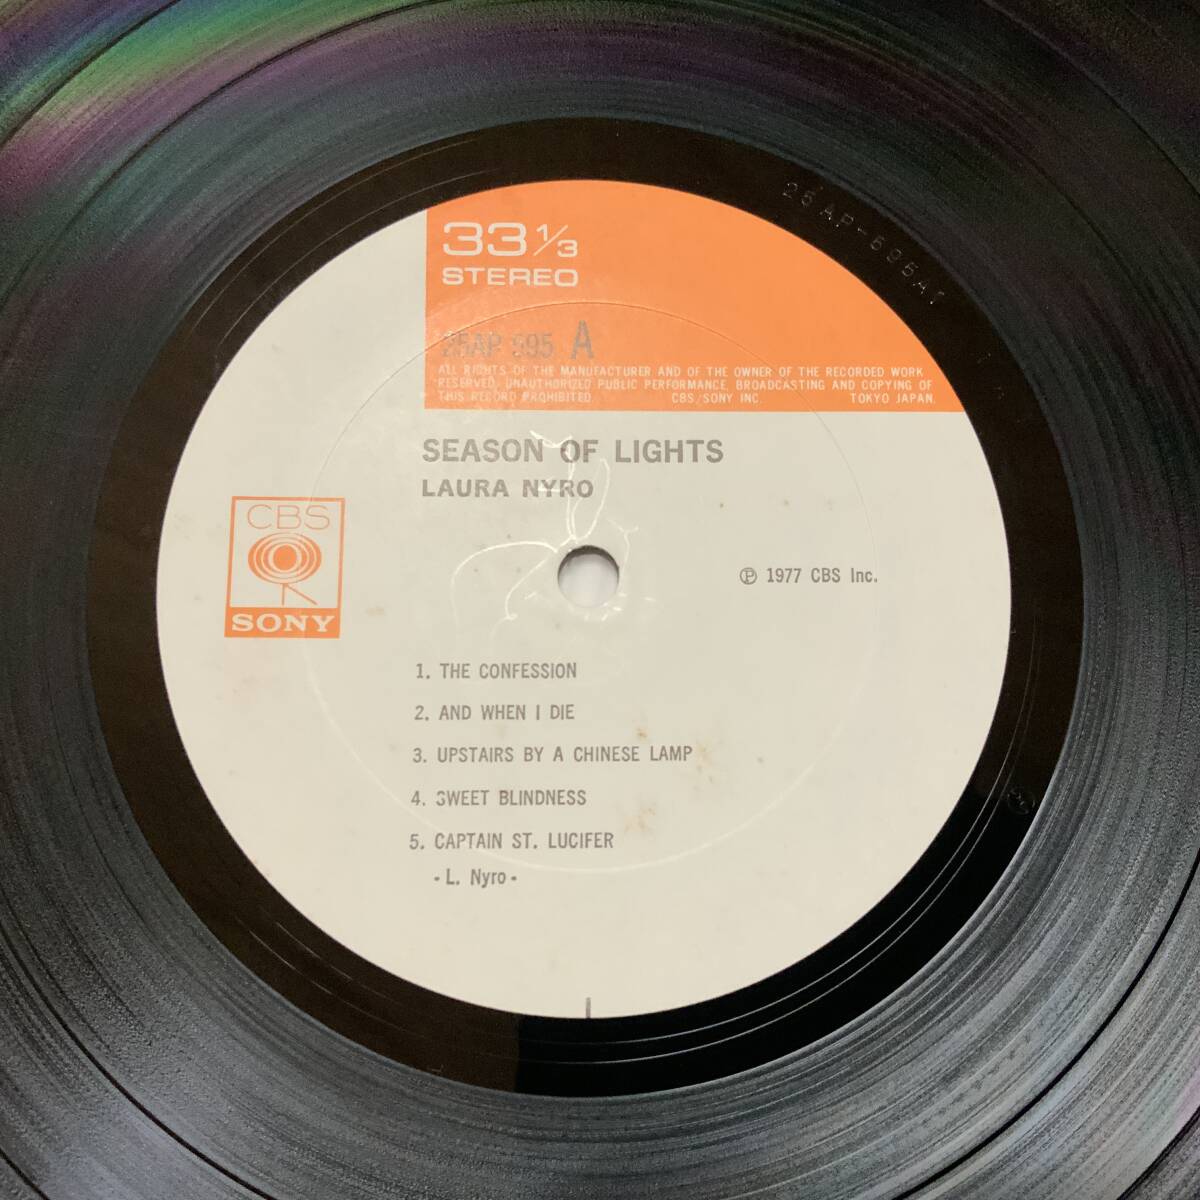 25AP-595A1
33 1/3
STEREO
25AP 595 A
ALL RIGHTS OF THE MANUFACTURER AND OF THE OWNER OF THE RECORDED WORK
RESERVED. UNAUTHORIZED PUBLIC PERFORMANCE, BROADCASTING AND COPYING OF
THIS RECORD PROHIBITED. CBS/SONY INC. TOKYO JAPAN.
SEASON OF LIGHTS
LAURA NYRO
CBS
SONY
Ⓟ 1977 CBS Inc.
1. THE CONFESSION
2. AND WHEN I DIE
3. UPSTAIRS BY A CHINESE LAMP
4. SWEET BLINDNESS
5. CAPTAIN ST. LUCIFER
- L. Nyro -